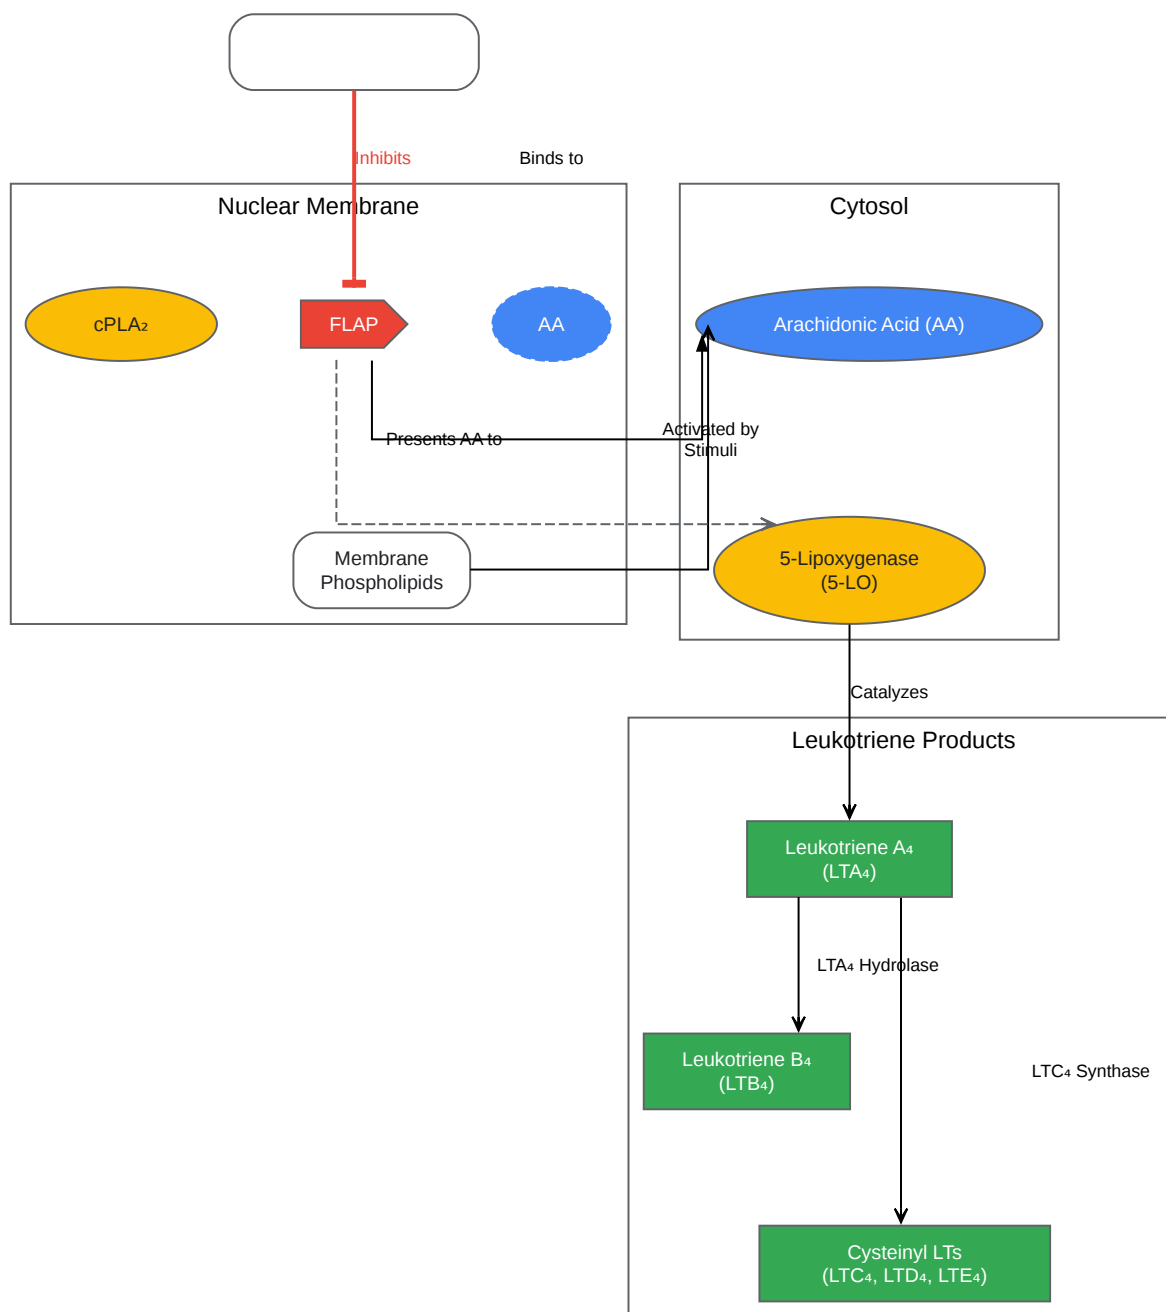 Inhibits
Binds to
Nuclear Membrane
Cytosol
cPLA₂
FLAP
AA
Arachidonic Acid (AA)
Presents AA to
Activated by
Stimuli
Membrane
Phospholipids
5-Lipoxygenase
(5-LO)
Catalyzes
Leukotriene Products
Leukotriene A₄
(LTA₄)
LTA₄ Hydrolase
Leukotriene B₄
(LTB₄)
LTC₄ Synthase
Cysteinyl LTs
(LTC₄, LTD₄, LTE₄)